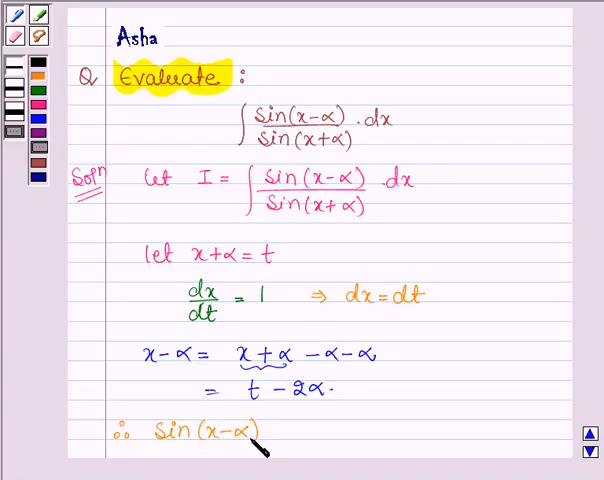 Asha
Q Evaluate :
∫ sin(x-α)/sin(x+α) . dx
Solⁿ let I = ∫ sin(x-α)/sin(x+α) . dx
let x+α = t
dx/dt = 1 ⇒ dx = dt
x-α = x+α -α-α
= t - 2α.
∴ sin(x-α)